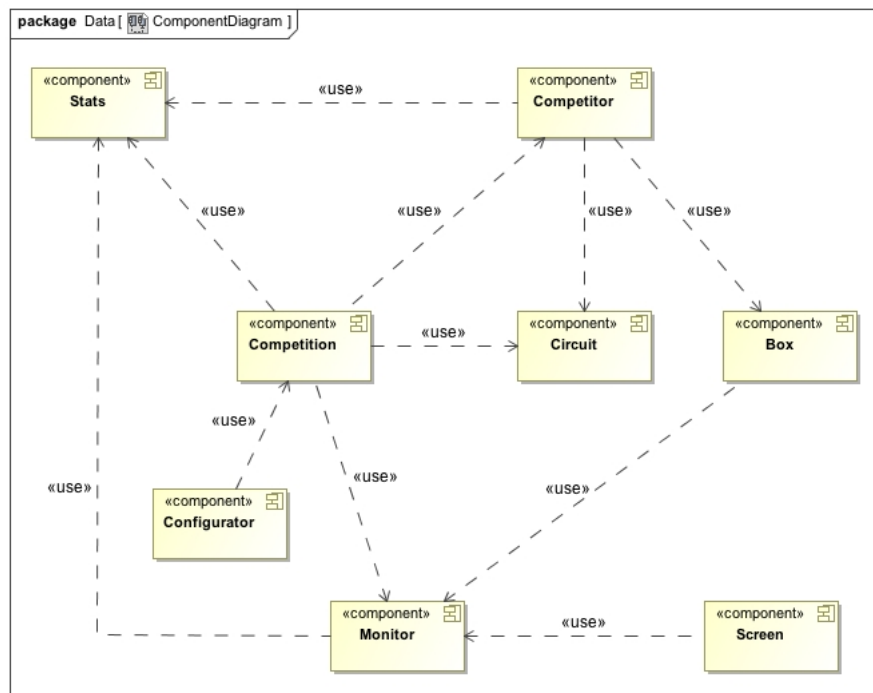 package Data [ ComponentDiagram ]
«component»
Stats
«use»
«component»
Competitor
«use»
«use»
«use»
«use»
«component»
Competition
«use»
«component»
Circuit
«component»
Box
«use»
«use»
«use»
«use»
«component»
Configurator
«component»
Monitor
«use»
«component»
Screen